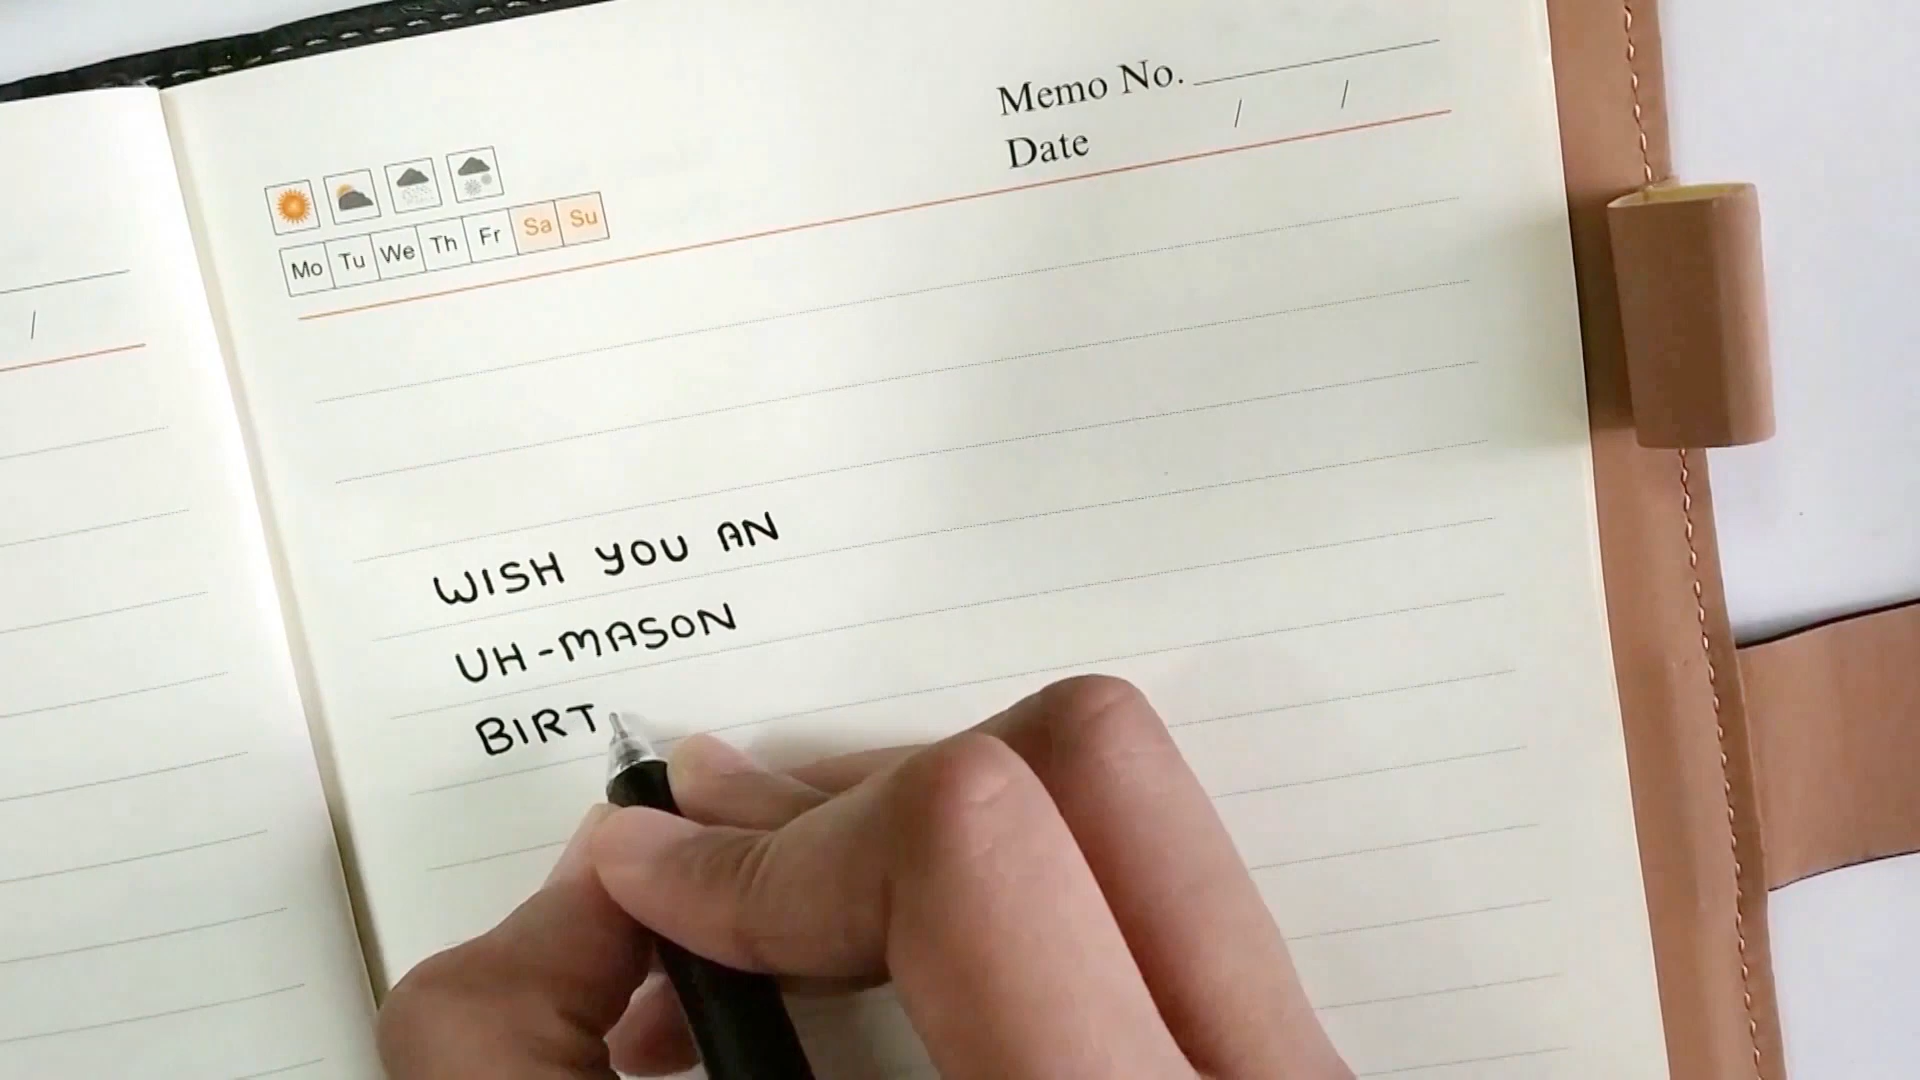 Memo No.
Date / /
Mo Tu We Th Fr Sa Su
/
WISH YOU AN
UH-MASON
BIRT